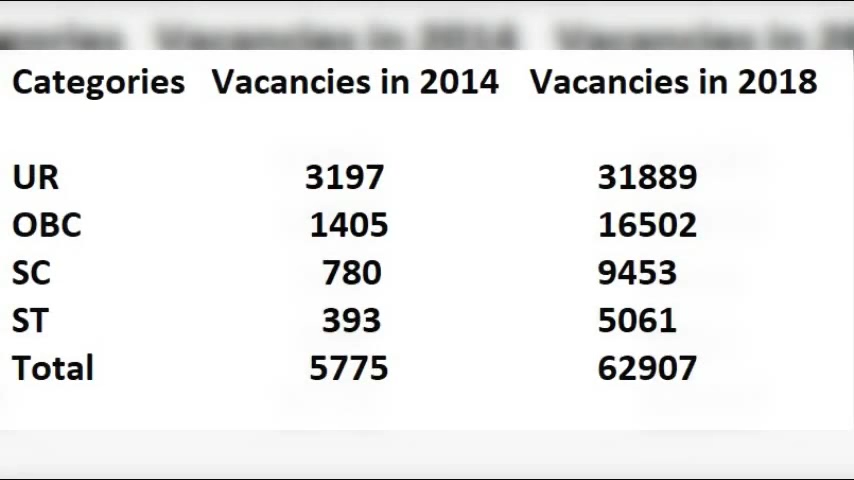 Categories Vacancies in 2014 Vacancies in 2018
UR 3197 31889
OBC 1405 16502
SC 780 9453
ST 393 5061
Total 5775 62907